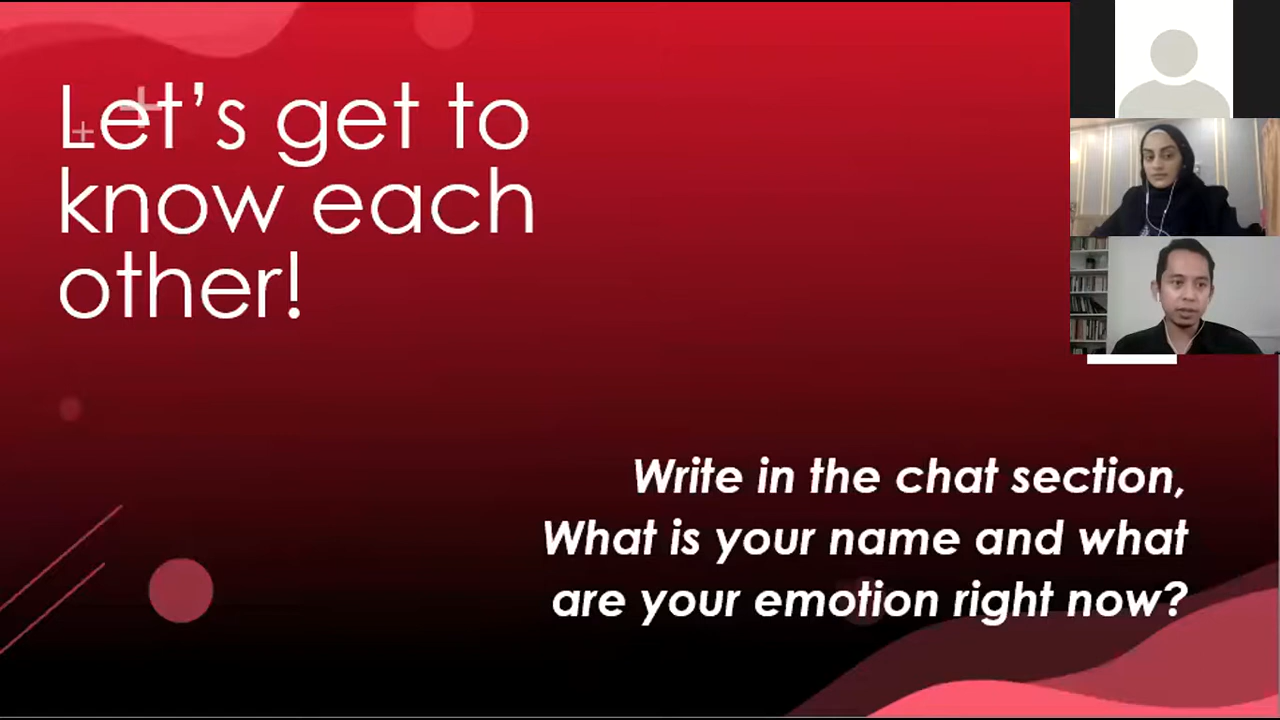 Let’s get to
know each
other!
Write in the chat section,
What is your name and what
are your emotion right now?